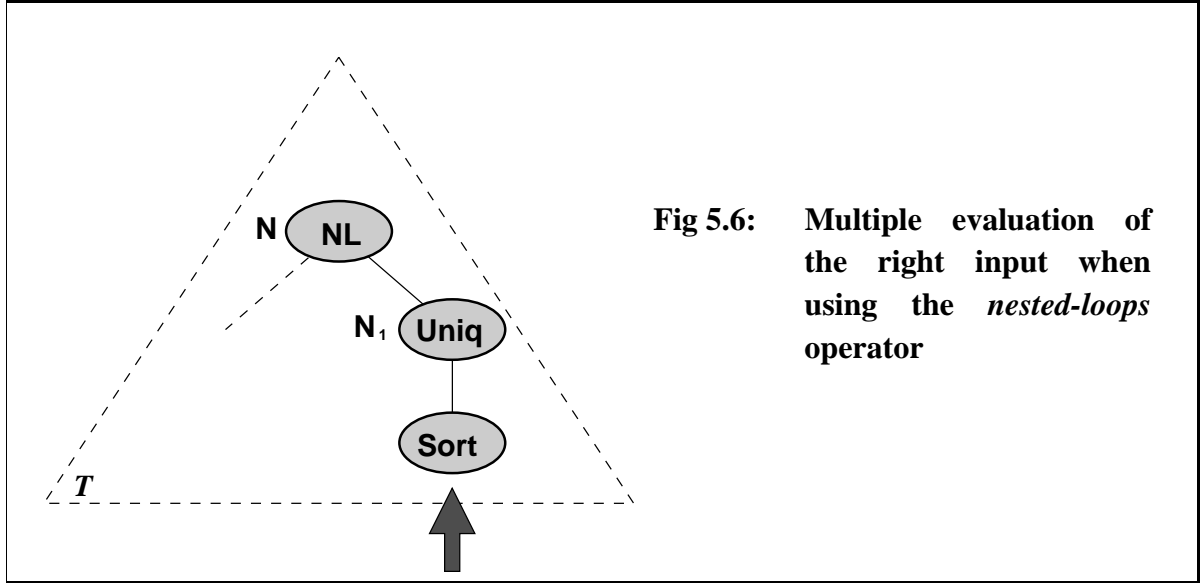 N NL
N1 Uniq
Sort
T
Fig 5.6: Multiple evaluation of
the right input when
using the nested-loops
operator